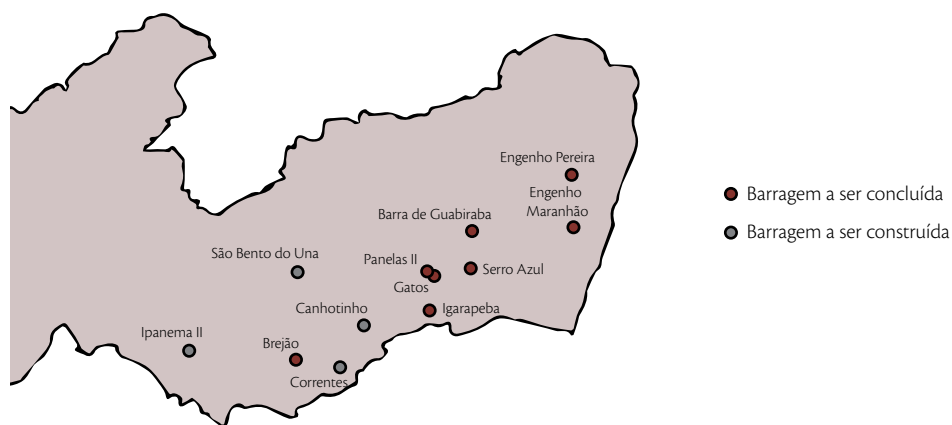 Engenho Pereira
Engenho
Maranhão
Barra de Guabiraba
São Bento do Una
Panelas II
Serro Azul
Gatos
Canhotinho
Igarapeba
Ipanema II
Brejão
Correntes
Barragem a ser concluída
Barragem a ser construída